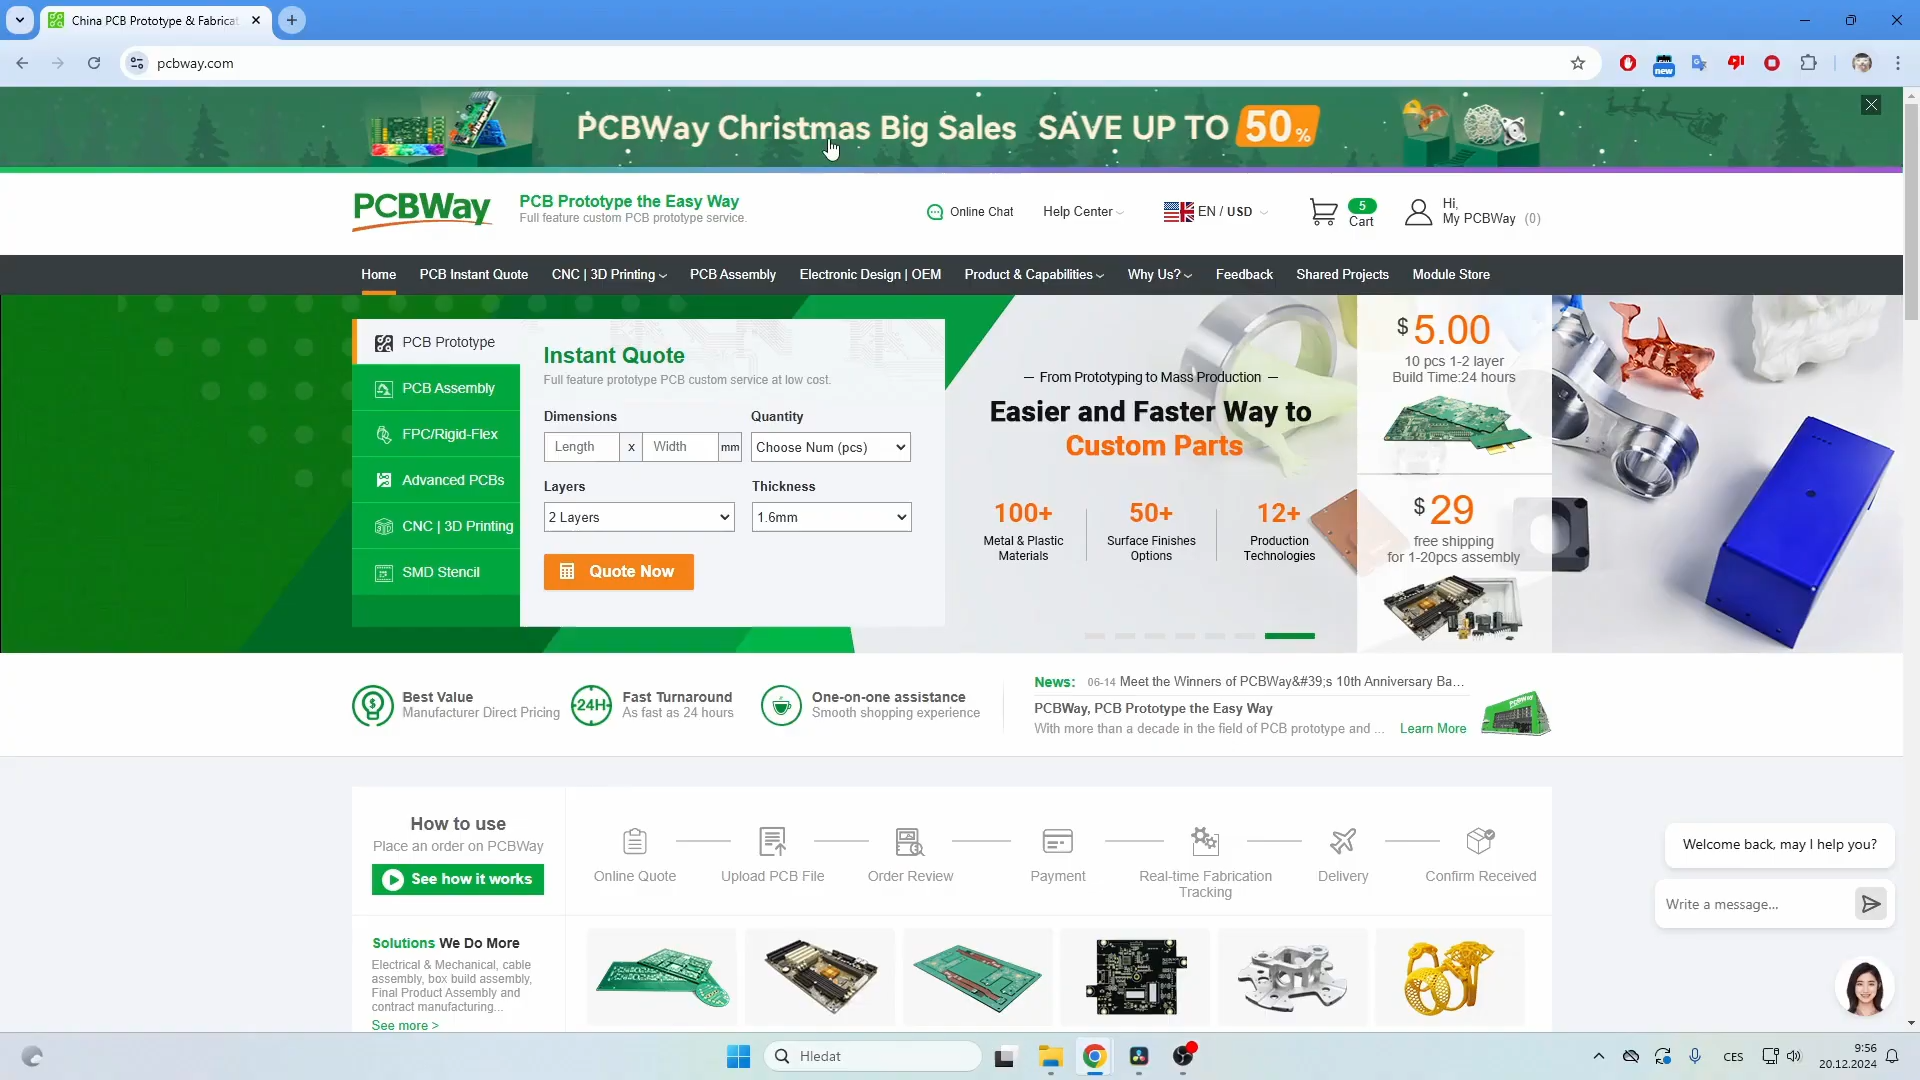 China PCB Prototype & Fabricat
pcbway.com
new
PCBWay Christmas Big Sales SAVE UP TO 50%
PCBWay
PCB Prototype the Easy Way
Full feature custom PCB prototype service.
Online Chat
Help Center
EN / USD
5
Cart
Hi,
My PCBWay (0)
Home
PCB Instant Quote
CNC | 3D Printing
PCB Assembly
Electronic Design | OEM
Product & Capabilities
Why Us?
Feedback
Shared Projects
Module Store
PCB Prototype
PCB Assembly
FPC/Rigid-Flex
Advanced PCBs
CNC | 3D Printing
SMD Stencil
Instant Quote
Full feature prototype PCB custom service at low cost.
Dimensions
Quantity
Length x Width mm
Choose Num (pcs)
Layers
Thickness
2 Layers
1.6mm
Quote Now
— From Prototyping to Mass Production —
Easier and Faster Way to
Custom Parts
100+
Metal & Plastic
Materials
50+
Surface Finishes
Options
12+
Production
Technologies
$ 5.00
10 pcs 1-2 layer
Build Time:24 hours
$ 29
free shipping
for 1-20pcs assembly
Best Value
Manufacturer Direct Pricing
24H
Fast Turnaround
As fast as 24 hours
One-on-one assistance
Smooth shopping experience
News: 06-14 Meet the Winners of PCBWay&#39;s 10th Anniversary Ba...
PCBWay, PCB Prototype the Easy Way
With more than a decade in the field of PCB prototype and ... Learn More
How to use
Place an order on PCBWay
See how it works
Online Quote
Upload PCB File
Order Review
Payment
Real-time Fabrication
Tracking
Delivery
Confirm Received
Solutions We Do More
Electrical & Mechanical, cable
assembly, box build assembly,
Final Product Assembly and
contract manufacturing...
See more >
Welcome back, may I help you?
Write a message...
Hledat
CES
9:56
20.12.2024